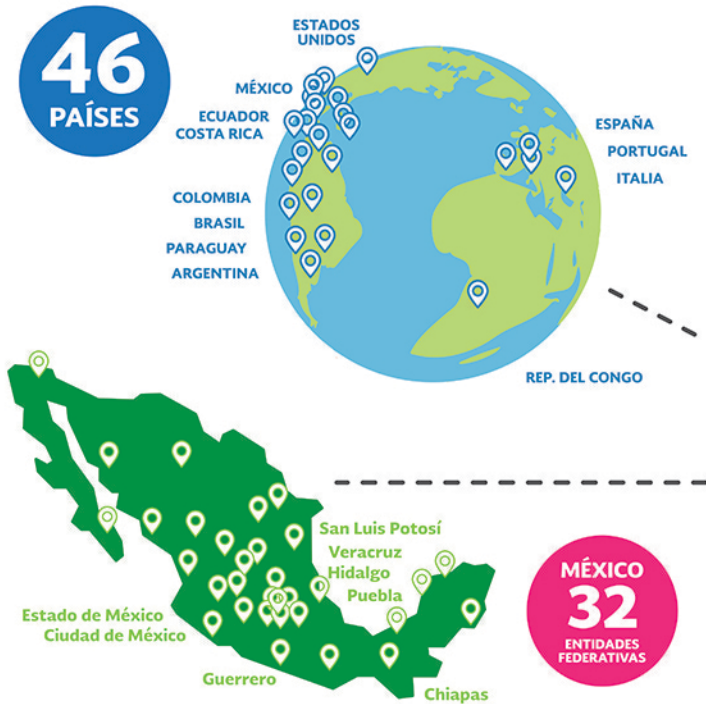 46
PAÍSES
ESTADOS
UNIDOS
MÉXICO
ECUADOR
COSTA RICA
COLOMBIA
BRASIL
PARAGUAY
ARGENTINA
ESPAÑA
PORTUGAL
ITALIA
REP. DEL CONGO
San Luis Potosí
Veracruz
Hidalgo
Puebla
Estado de México
Ciudad de México
Guerrero
Chiapas
MÉXICO
32
ENTIDADES
FEDERATIVAS